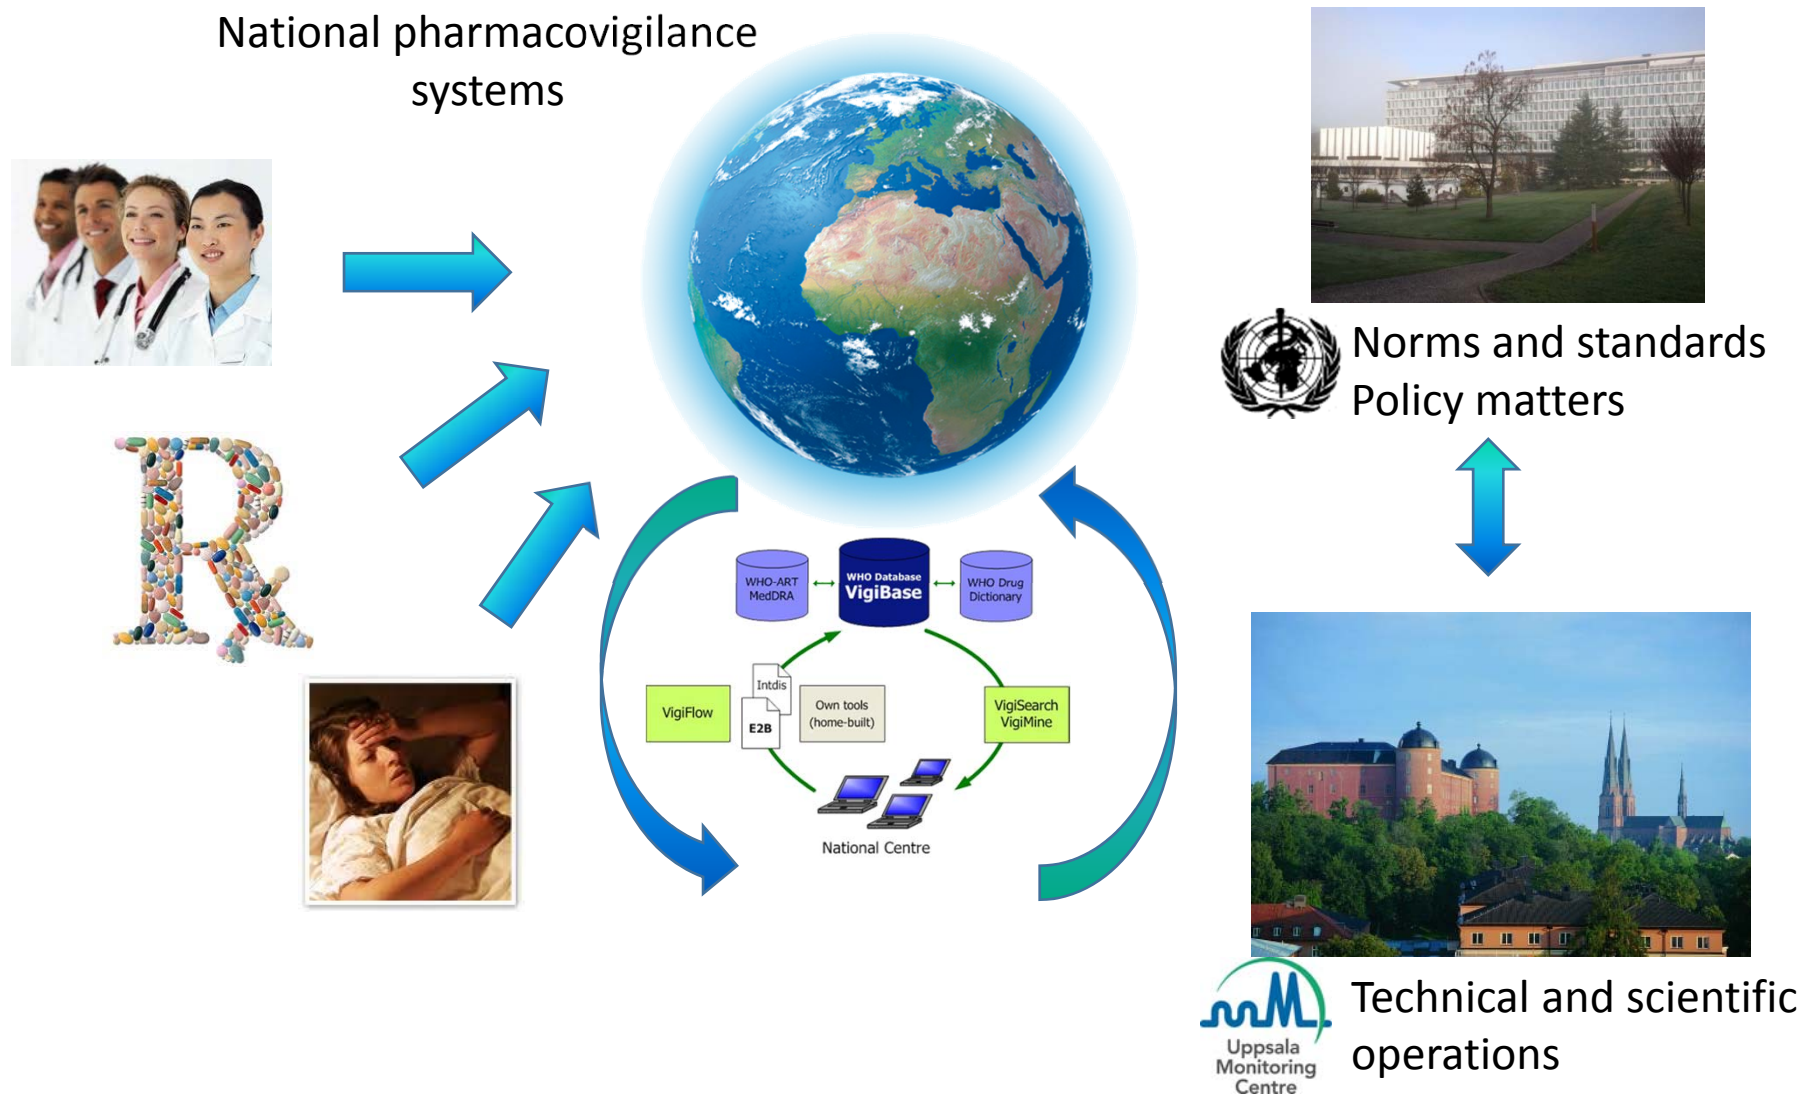 National pharmacovigilance
systems
Norms and standards
Policy matters
WHO-ART
MedDRA
WHO Database
VigiBase
WHO Drug
Dictionary
VigiFlow
Intdis
E2B
Own tools
(home-built)
VigiSearch
VigiMine
National Centre
Uppsala
Monitoring
Centre
Technical and scientific
operations